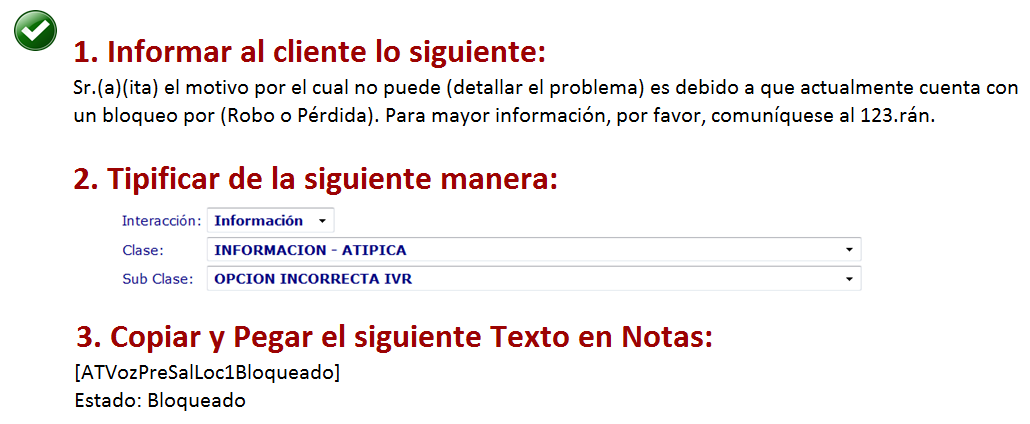 1. Informar al cliente lo siguiente:
Sr.(a)(ita) el motivo por el cual no puede (detallar el problema) es debido a que actualmente cuenta con
un bloqueo por (Robo o Pérdida). Para mayor información, por favor, comuníquese al 123.rán.
2. Tipificar de la siguiente manera:
Interacción: Información
Clase: INFORMACION - ATIPICA
Sub Clase: OPCION INCORRECTA IVR
3. Copiar y Pegar el siguiente Texto en Notas:
[ATVozPreSalLoc1Bloqueado]
Estado: Bloqueado